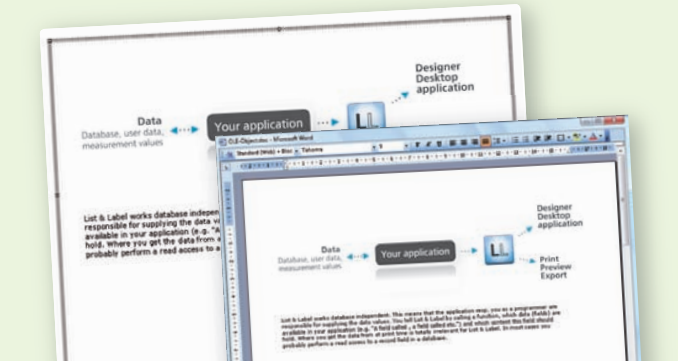 Designer
Desktop
application
Data
Database, user data,
measurement values
Your application
LL
List & Label works database indepen
responsible for supplying the data v
available in your application (e.g. "A
hold. Where you get the data from a
probably perform a read access to a
OLE-Object.doc - Microsoft Word
Standard (Web) + Bloc
Tahoma
9
F K U
Designer
Desktop
application
Data
Database, user data,
measurement values
Your application
LL
Print
Preview
Export
List & Label works database independent. This means that the application resp. you as a programmer are
responsible for supplying the data values. You tell List & Label by calling a function, which data (fields) are
available in your application (e.g. "A field called , a field called etc.") and which content this field should
hold. Where you get the data from at print time is totally irrelevant for List & Label. In most cases you
probably perform a read access to a record field in a database.